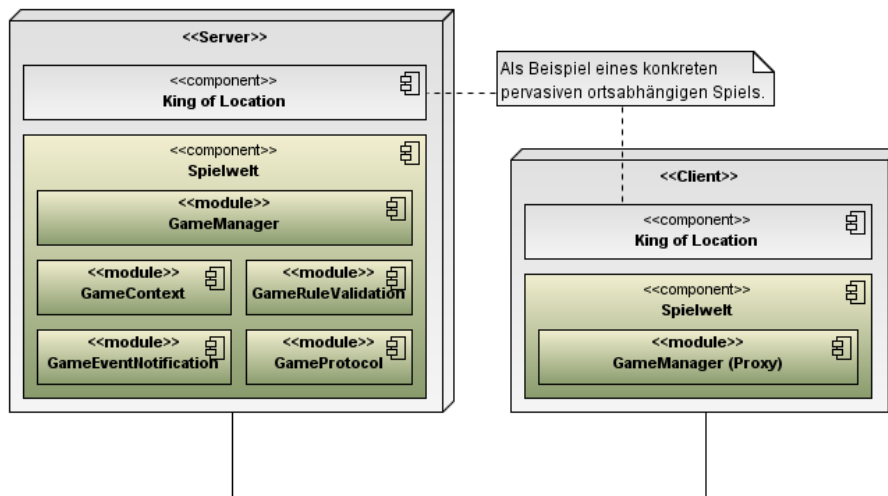 <<Server>>
<<component>>
King of Location
<<component>>
Spielwelt
<<module>>
GameManager
<<module>>
GameContext
<<module>>
GameRuleValidation
<<module>>
GameEventNotification
<<module>>
GameProtocol
Als Beispiel eines konkreten
pervasiven ortsabhängigen Spiels.
<<Client>>
<<component>>
King of Location
<<component>>
Spielwelt
<<module>>
GameManager (Proxy)